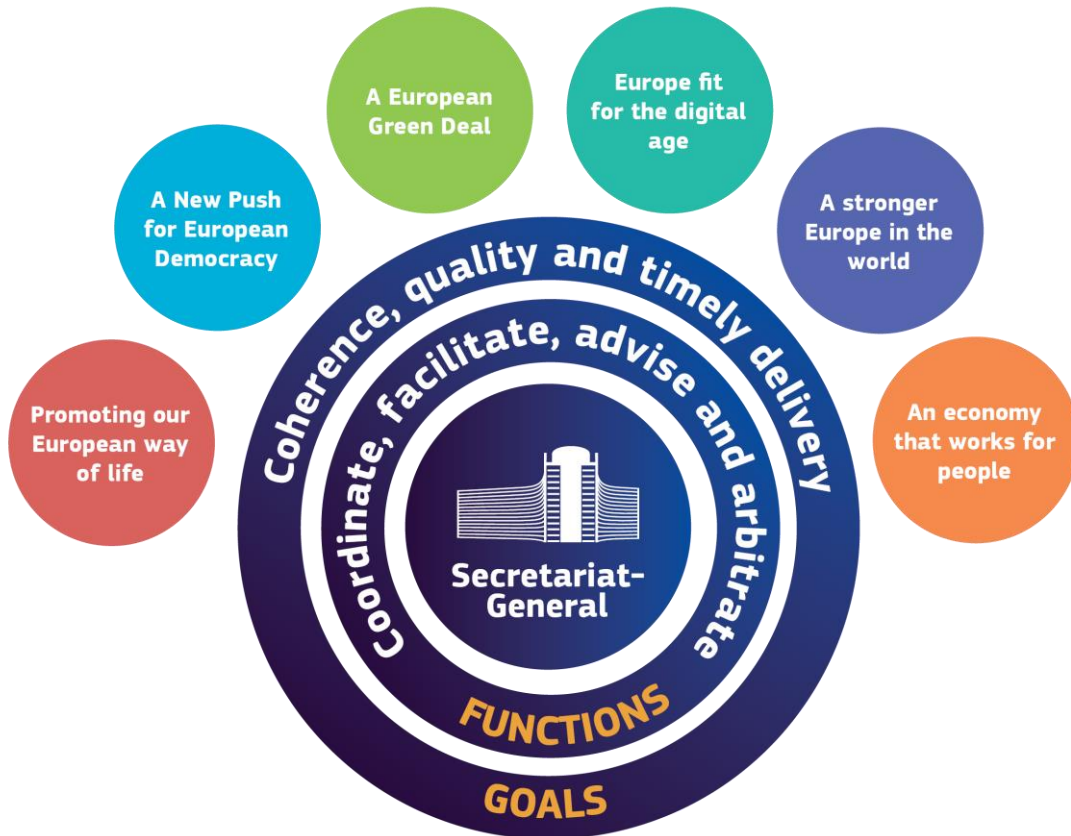 A European
Green Deal
Europe fit
for the digital
age
A New Push
for European
Democracy
A stronger
Europe in the
world
Promoting our
European way
of life
An economy
that works for
people
Coherence, quality and timely delivery
Coordinate, facilitate, advise and arbitrate
Secretariat-
General
FUNCTIONS
GOALS